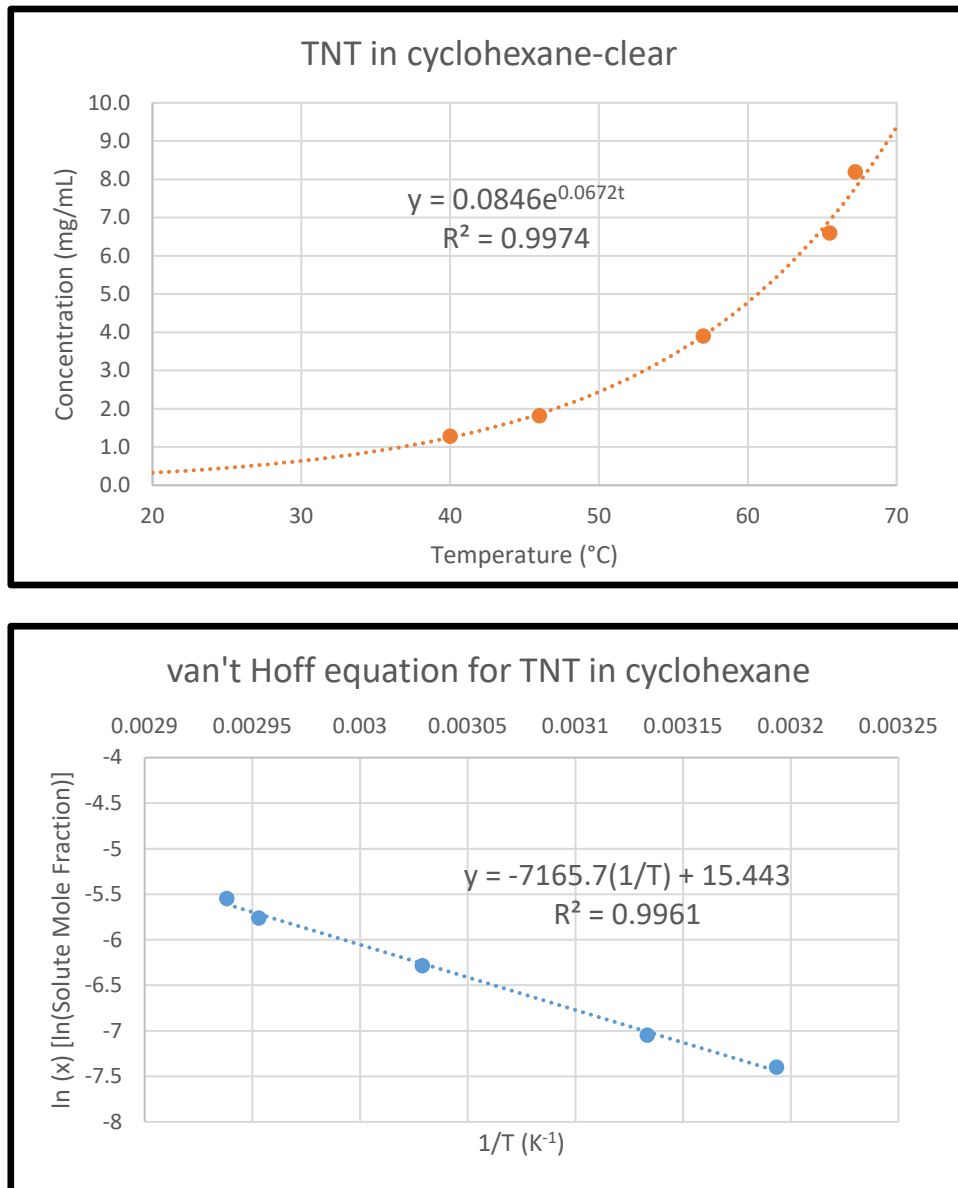 TNT in cyclohexane-clear
Concentration (mg/mL)
10.0
9.0
8.0
7.0
6.0
5.0
4.0
3.0
2.0
1.0
0.0
y = 0.0846e^0.0672t
R² = 0.9974
20 30 40 50 60 70
Temperature (°C)
van't Hoff equation for TNT in cyclohexane
0.0029 0.00295 0.003 0.00305 0.0031 0.00315 0.0032 0.00325
ln (x) [ln(Solute Mole Fraction)]
-4
-4.5
-5
-5.5
-6
-6.5
-7
-7.5
-8
y = -7165.7(1/T) + 15.443
R² = 0.9961
1/T (K⁻¹)